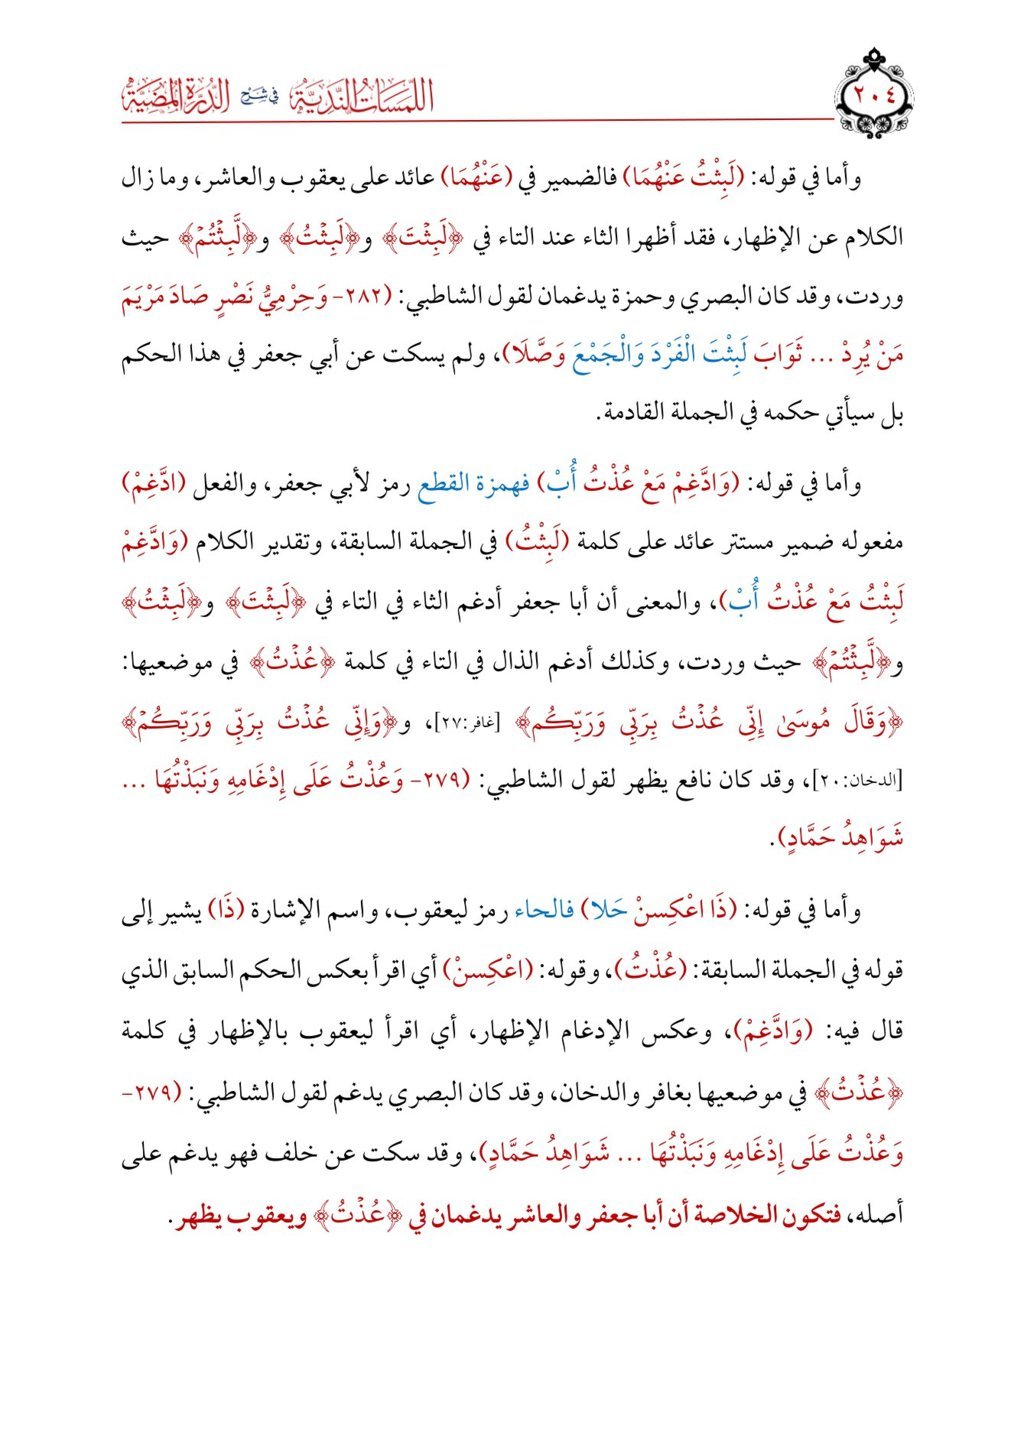 اللمسات الندية في شرح الدرة المضية
٢٠٤
وأما في قوله: (لَبِثْتُ عَنْهُمَا) فالضمير في (عَنْهُمَا) عائد على يعقوب والعاشر، وما زال
الكلام عن الإظهار، فقد أظهرا الثاء عند التاء في ﴿لَبِثْتَ﴾ و﴿لَبِثْتُ﴾ و﴿لَّبِثْتُمْ﴾ حيث
وردت، وقد كان البصري وحمزة يدغمان لقول الشاطبي: (٢٨٢- وَحِرْمِيُّ نَصْرٍ صَادَ مَرْيَمَ
مَنْ يُرِدْ ... ثَوَابَ لَبِثْتَ الْفَرْدَ وَالْجَمْعَ وَصَّلَا)، ولم يسكت عن أبي جعفر في هذا الحكم
بل سيأتي حكمه في الجملة القادمة.
وأما في قوله: (وَادَّغِمْ مَعْ عُذْتُ أُبْ) فهمزة القطع رمز لأبي جعفر، والفعل (ادَّغِمْ)
مفعوله ضمير مستتر عائد على كلمة (لَبِثْتُ) في الجملة السابقة، وتقدير الكلام (وَادَّغِمْ
لَبِثْتُ مَعْ عُذْتُ أُبْ)، والمعنى أن أبا جعفر أدغم الثاء في التاء في ﴿لَبِثْتَ﴾ و﴿لَبِثْتُ﴾
و﴿لَّبِثْتُمْ﴾ حيث وردت، وكذلك أدغم الذال في التاء في كلمة ﴿عُذْتُ﴾ في موضعيها:
﴿وَقَالَ مُوسَىٰ إِنِّي عُذْتُ بِرَبِّي وَرَبِّكُم﴾ [غافر:٢٧]، و﴿وَإِنِّي عُذْتُ بِرَبِّي وَرَبِّكُمْ﴾
[الدخان:٢٠]، وقد كان نافع يظهر لقول الشاطبي: (٢٧٩- وَعُذْتُ عَلَى إِدْغَامِهِ وَنَبَذْتُهَا ...
شَوَاهِدُ حَمَّادٍ).
وأما في قوله: (ذَا اعْكِسنْ حَلا) فالحاء رمز ليعقوب، واسم الإشارة (ذَا) يشير إلى
قوله في الجملة السابقة: (عُذْتُ)، وقوله: (اعْكِسنْ) أي اقرأ بعكس الحكم السابق الذي
قال فيه: (وَادَّغِمْ)، وعكس الإدغام الإظهار، أي اقرأ ليعقوب بالإظهار في كلمة
﴿عُذْتُ﴾ في موضعيها بغافر والدخان، وقد كان البصري يدغم لقول الشاطبي: (٢٧٩-
وَعُذْتُ عَلَى إِدْغَامِهِ وَنَبَذْتُهَا ... شَوَاهِدُ حَمَّادٍ)، وقد سكت عن خلف فهو يدغم على
أصله، فتكون الخلاصة أن أبا جعفر والعاشر يدغمان في ﴿عُذْتُ﴾ ويعقوب يظهر.